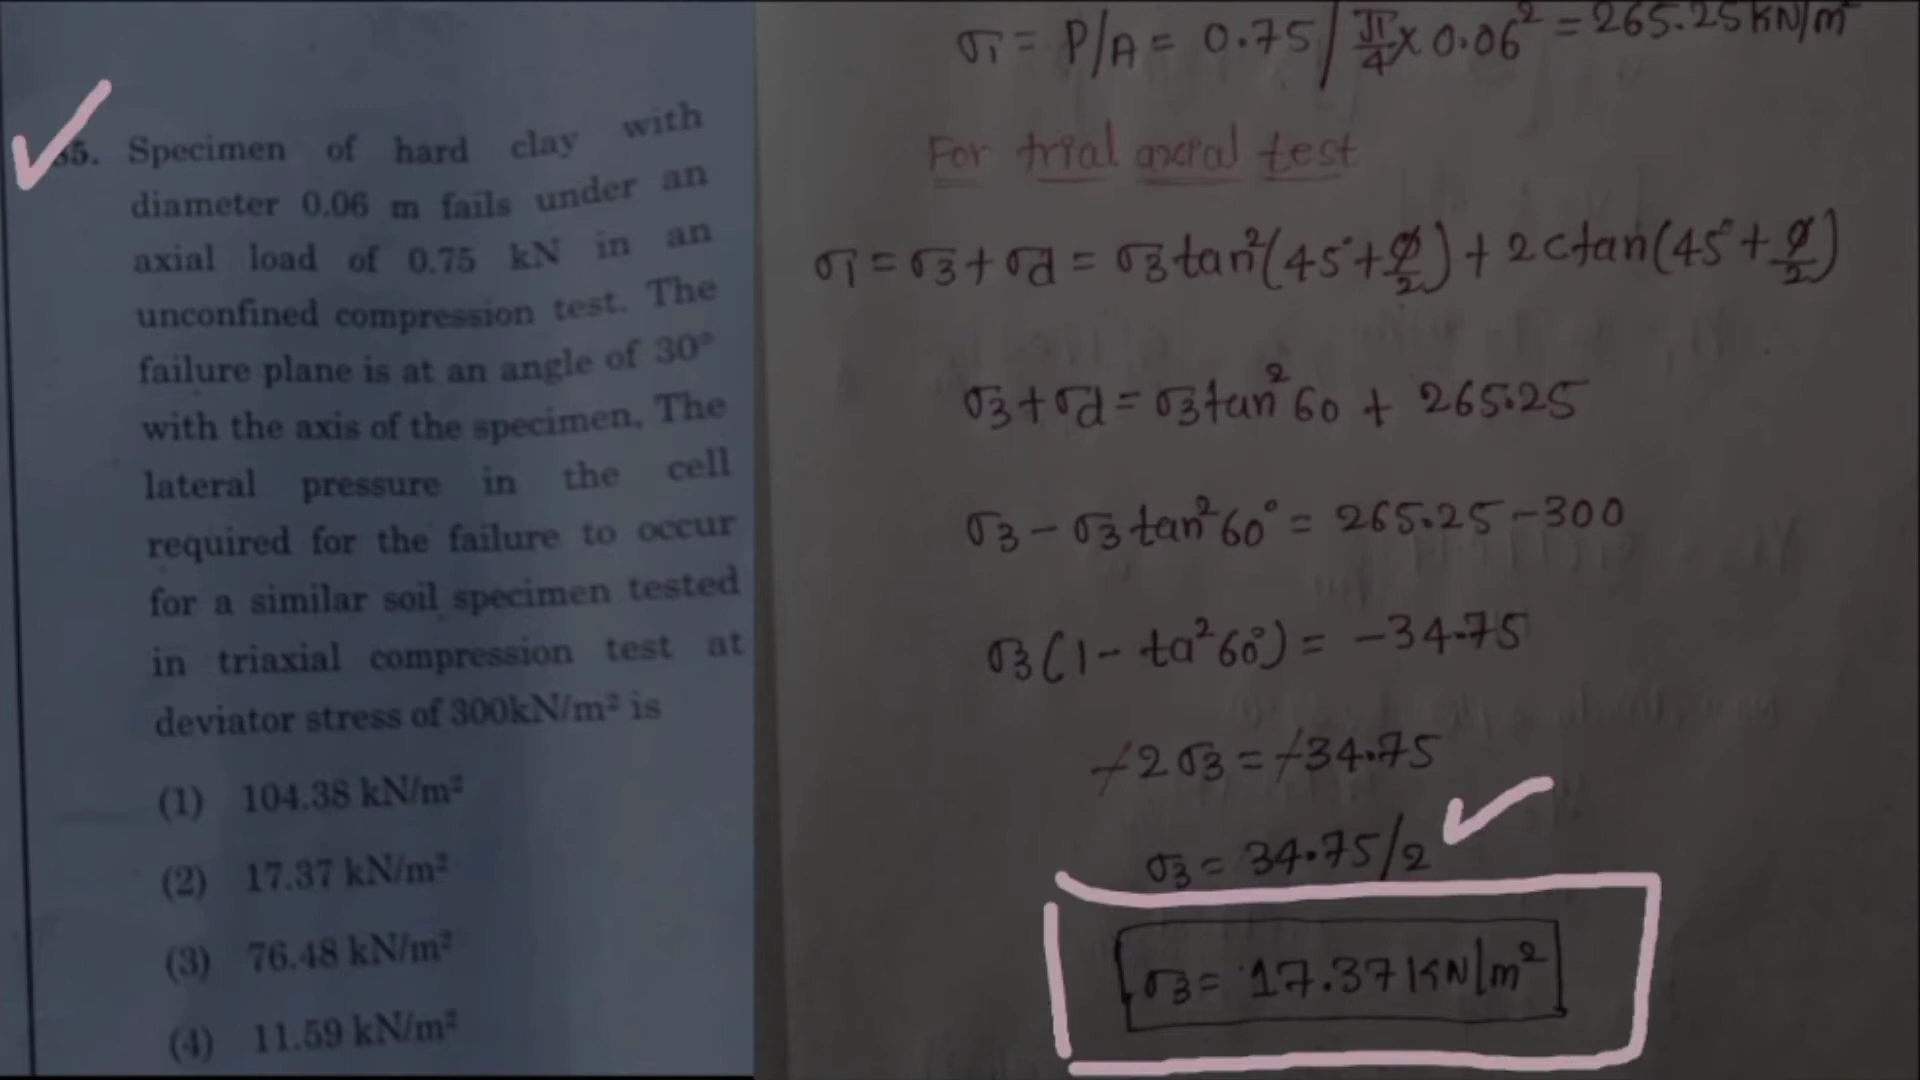 35. Specimen of hard clay with
diameter 0.06 m fails under an
axial load of 0.75 kN in an
unconfined compression test. The
failure plane is at an angle of 30°
with the axis of the specimen, The
lateral pressure in the cell
required for the failure to occur
for a similar soil specimen tested
in triaxial compression test at
deviator stress of 300kN/m² is
(1) 104.38 kN/m²
(2) 17.37 kN/m²
(3) 76.48 kN/m²
(4) 11.59 kN/m²
σ1 = P/A = 0.75 / π/4 × 0.06² = 265.25 KN/m²
For trial axial test
σ1 = σ3 + σd = σ3 tan²(45° + φ/2) + 2c tan(45° + φ/2)
σ3 + σd = σ3 tan² 60 + 265.25
σ3 − σ3 tan² 60° = 265.25 − 300
σ3 (1 − ta² 60°) = −34.75
−2 σ3 = −34.75
σ3 = 34.75/2
σ3 = 17.37 KN/m²